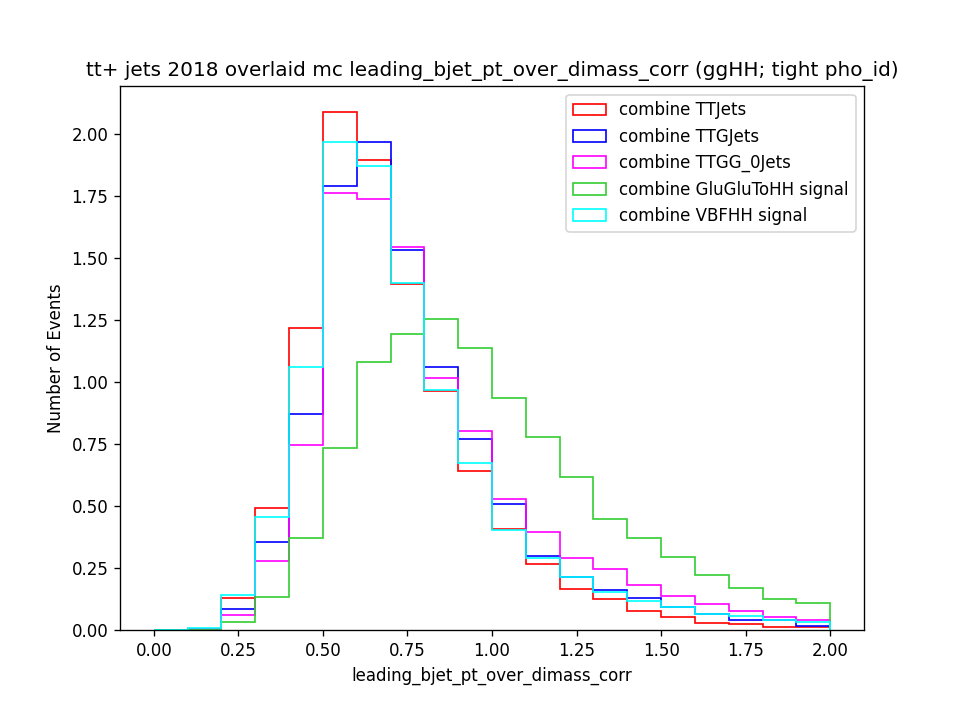 tt+ jets 2018 overlaid mc leading_bjet_pt_over_dimass_corr (ggHH; tight pho_id)
combine TTJets
combine TTGJets
combine TTGG_0Jets
combine GluGluToHH signal
combine VBFHH signal
Number of Events
2.00
1.75
1.50
1.25
1.00
0.75
0.50
0.25
0.00
0.00 0.25 0.50 0.75 1.00 1.25 1.50 1.75 2.00
leading_bjet_pt_over_dimass_corr